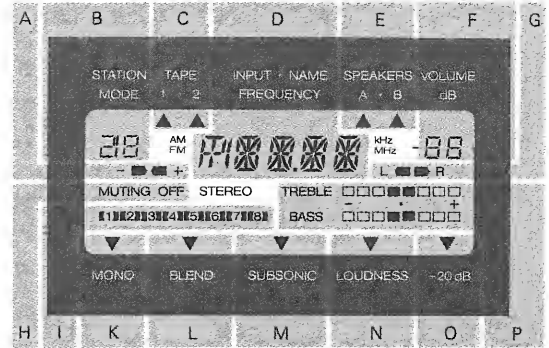 A B C D E F G
STATION TAPE INPUT · NAME SPEAKERS VOLUME
MODE 1 2 FREQUENCY A · B dB
AM kHz
FM MHz -88
- + L R
MUTING OFF STEREO TREBLE
- · +
1 2 3 4 5 6 7 8 BASS
MONO BLEND SUBSONIC LOUDNESS -20 dB
H I K L M N O P